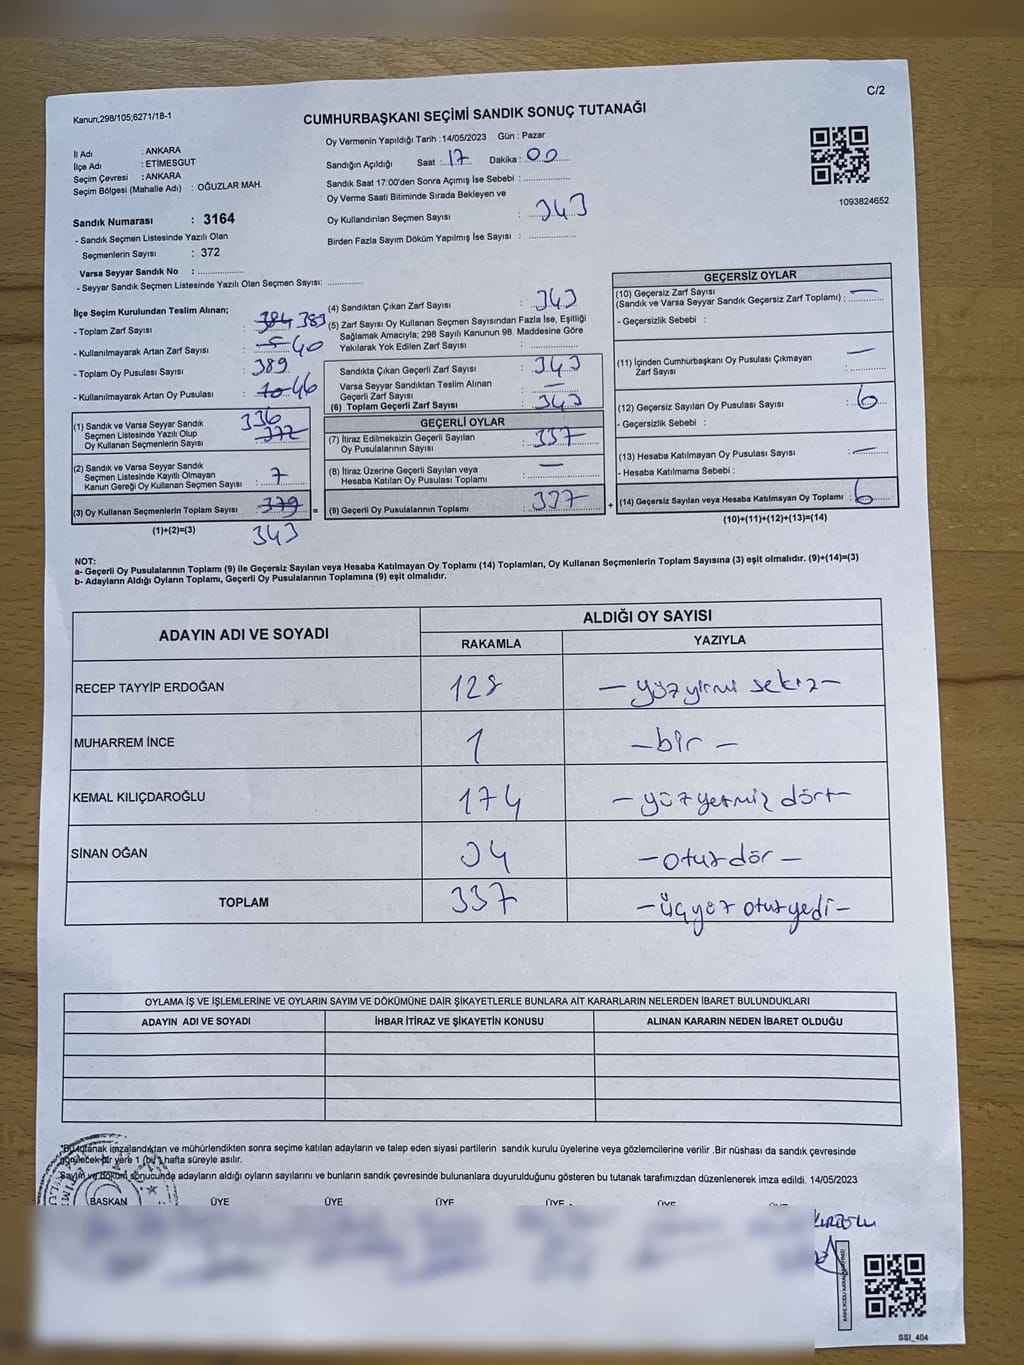 Kanun;298/105;6271/18-1
C/2
CUMHURBAŞKANI SEÇİMİ SANDIK SONUÇ TUTANAĞI
Oy Vermenin Yapıldığı Tarih :14/05/2023 Gün : Pazar
İl Adı : ANKARA
İlçe Adı : ETİMESGUT
Seçim Çevresi : ANKARA
Seçim Bölgesi (Mahalle Adı) : OĞUZLAR MAH.
Sandığın Açıldığı Saat : 17 Dakika : 00
Sandık Saat 17:00'den Sonra Açımış İse Sebebi :
Oy Verme Saati Bitiminde Sırada Bekleyen ve
Oy Kullandırılan Seçmen Sayısı : 343
Birden Fazla Sayım Döküm Yapılmış İse Sayısı :
1093824652
Sandık Numarası : 3164
- Sandık Seçmen Listesinde Yazılı Olan
Seçmenlerin Sayısı : 372
Varsa Seyyar Sandık No :
- Seyyar Sandık Seçmen Listesinde Yazılı Olan Seçmen Sayısı:
İlçe Seçim Kurulundan Teslim Alınan;
- Toplam Zarf Sayısı : 384 383
- Kullanılmayarak Artan Zarf Sayısı : 40
- Toplam Oy Pusulası Sayısı : 389
- Kullanılmayarak Artan Oy Pusulası : 10 46
(1) Sandık ve Varsa Seyyar Sandık
Seçmen Listesinde Yazılı Olup
Oy Kullanan Seçmenlerin Sayısı : 336
372
(2) Sandık ve Varsa Seyyar Sandık
Seçmen Listesinde Kayıtlı Olmayan
Kanun Gereği Oy Kullanan Seçmen Sayısı : 7
(3) Oy Kullanan Seçmenlerin Toplam Sayısı : 379
(1)+(2)=(3) 343
(4) Sandıktan Çıkan Zarf Sayısı : 343
(5) Zarf Sayısı Oy Kullanan Seçmen Sayısından Fazla İse, Eşitliği
Sağlamak Amacıyla; 298 Sayılı Kanunun 98. Maddesine Göre
Yakılarak Yok Edilen Zarf Sayısı :
Sandıkta Çıkan Geçerli Zarf Sayısı : 343
Varsa Seyyar Sandıktan Teslim Alınan
Geçerli Zarf Sayısı : —
(6) Toplam Geçerli Zarf Sayısı : 343
GEÇERLİ OYLAR
(7) İtiraz Edilmeksizin Geçerli Sayılan
Oy Pusulalarının Sayısı : 337
(8) İtiraz Üzerine Geçerli Sayılan veya
Hesaba Katılan Oy Pusulası Toplamı : —
= (9) Geçerli Oy Pusulalarının Toplamı : 337
GEÇERSİZ OYLAR
(10) Geçersiz Zarf Sayısı
(Sandık ve Varsa Seyyar Sandık Geçersiz Zarf Toplamı) : —
- Geçersizlik Sebebi :
(11) İçinden Cumhurbaşkanı Oy Pusulası Çıkmayan
Zarf Sayısı : —
(12) Geçersiz Sayılan Oy Pusulası Sayısı : 6
- Geçersizlik Sebebi :
(13) Hesaba Katılmayan Oy Pusulası Sayısı : —
- Hesaba Katılmama Sebebi :
+ (14) Geçersiz Sayılan veya Hesaba Katılmayan Oy Toplamı : 6
(10)+(11)+(12)+(13)=(14)
NOT:
a- Geçerli Oy Pusulalarının Toplamı (9) ile Geçersiz Sayılan veya Hesaba Katılmayan Oy Toplamı (14) Toplamları, Oy Kullanan Seçmenlerin Toplam Sayısına (3) eşit olmalıdır. (9)+(14)=(3)
b- Adayların Aldığı Oyların Toplamı, Geçerli Oy Pusulalarının Toplamına (9) eşit olmalıdır.
ADAYIN ADI VE SOYADI
ALDIĞI OY SAYISI
RAKAMLA YAZIYLA
RECEP TAYYİP ERDOĞAN 128 — yüzyirmi sekiz —
MUHARREM İNCE 1 — bir —
KEMAL KILIÇDAROĞLU 174 — yüzyetmiz dört —
SİNAN OĞAN 34 — otuzdör —
TOPLAM 337 — üçyüz otuzyedi —
OYLAMA İŞ VE İŞLEMLERİNE VE OYLARIN SAYIM VE DÖKÜMÜNE DAİR ŞİKAYETLERLE BUNLARA AİT KARARLARIN NELERDEN İBARET BULUNDUKLARI
ADAYIN ADI VE SOYADI İHBAR İTİRAZ VE ŞİKAYETİN KONUSU ALINAN KARARIN NEDEN İBARET OLDUĞU
*Bu tutanak imzalandıktan ve mühürlendikten sonra seçime katılan adayların ve talep eden siyasi partilerin sandık kurulu üyelerine veya gözlemcilerine verilir .Bir nüshası da sandık çevresinde
görülecek bir yere 1 (bir) hafta süreyle asılır.
Sayım ve döküm sonucunda adayların aldığı oyların sayılarını ve bunların sandık çevresinde bulunanlara duyurulduğunu gösteren bu tutanak tarafımızdan düzenlenerek imza edildi. 14/05/2023
BAŞKAN ÜYE ÜYE ÜYE ÜYE ÜYE
SSI_404